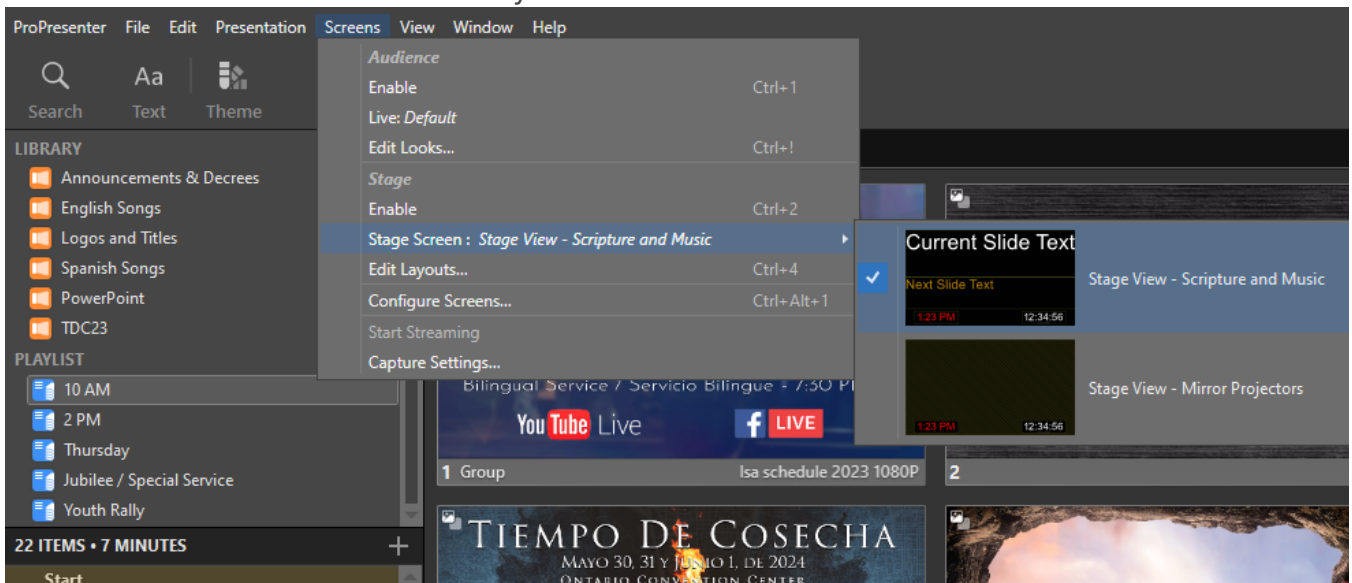 ProPresenter File Edit Presentation Screens View Window Help
Search Text Theme
Audience
Enable Ctrl+1
Live: Default
Edit Looks... Ctrl+!
Stage
Enable Ctrl+2
Stage Screen : Stage View - Scripture and Music
Edit Layouts... Ctrl+4
Configure Screens... Ctrl+Alt+1
Start Streaming
Capture Settings...
Current Slide Text
Next Slide Text
1:23 PM 12:34:56
Stage View - Scripture and Music
1:23 PM 12:34:56
Stage View - Mirror Projectors
LIBRARY
Announcements & Decrees
English Songs
Logos and Titles
Spanish Songs
PowerPoint
TDC23
PLAYLIST
10 AM
2 PM
Thursday
Jubilee / Special Service
Youth Rally
22 ITEMS • 7 MINUTES
Start
Bilingual Service / Servicio Bilingue - 7:30
YouTube Live f LIVE
1 Group Isa schedule 2023 1080P
2
TIEMPO DE COSECHA
MAYO 30, 31 Y JUNIO 1, DE 2024
ONTARIO CONVENTION CENTER